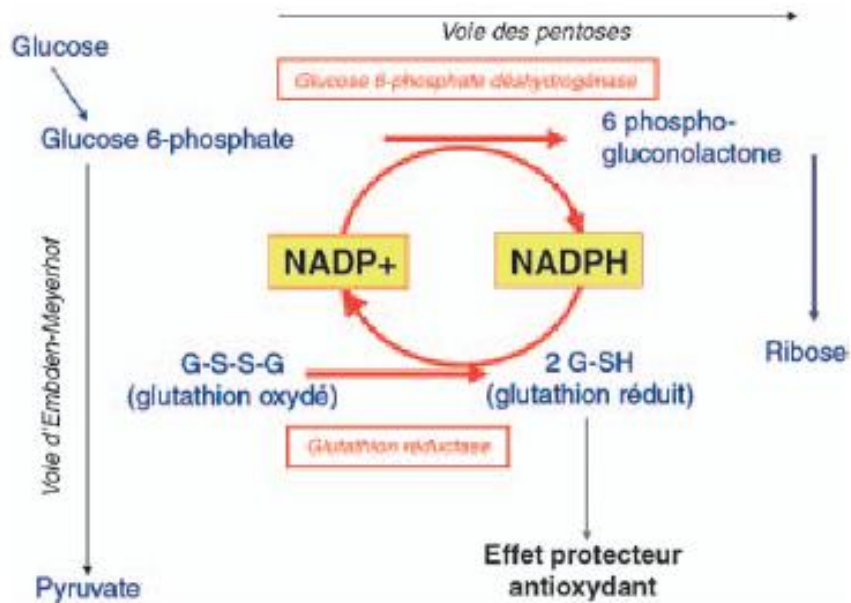 Voie des pentoses
Glucose
Glucose 6-phosphate déshydrogénase
Glucose 6-phosphate
6 phospho-
gluconolactone
NADP+
NADPH
Voie d'Embden-Meyerhof
G-S-S-G
(glutathion oxydé)
2 G-SH
(glutathion réduit)
Ribose
Glutathion réductase
Effet protecteur
antioxydant
Pyruvate